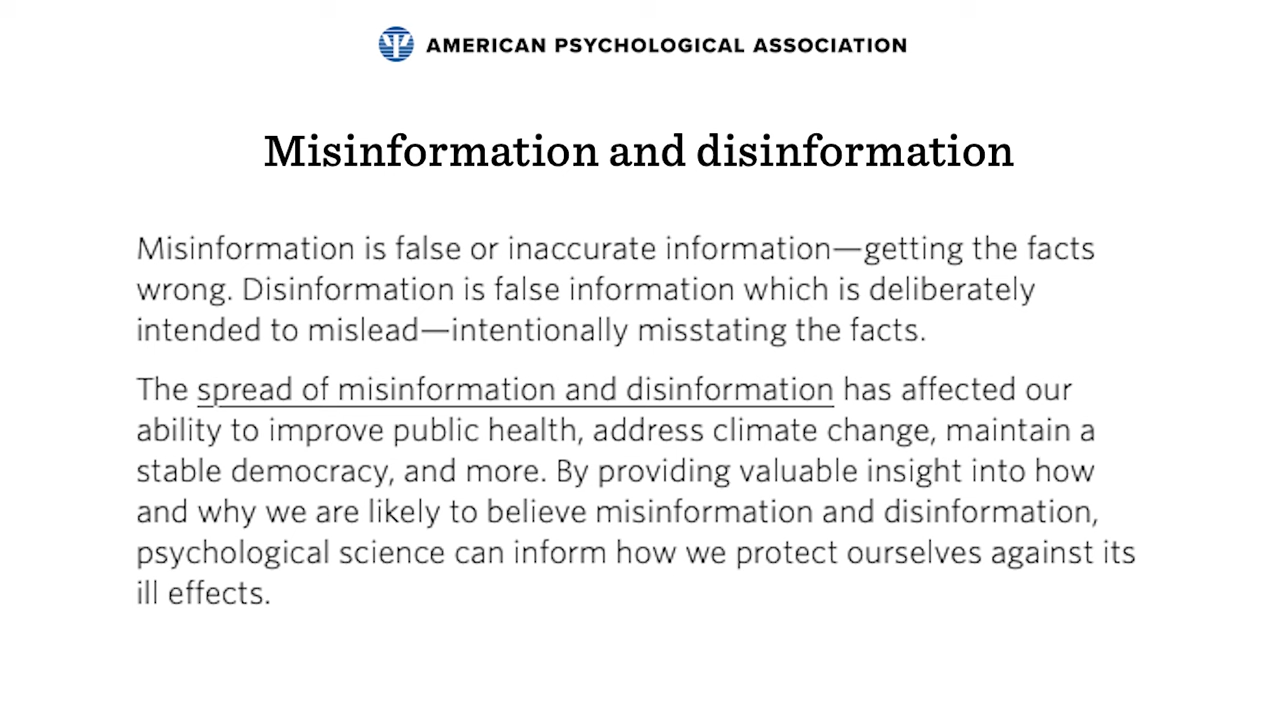 AMERICAN PSYCHOLOGICAL ASSOCIATION
Misinformation and disinformation
Misinformation is false or inaccurate information—getting the facts
wrong. Disinformation is false information which is deliberately
intended to mislead—intentionally misstating the facts.
The spread of misinformation and disinformation has affected our
ability to improve public health, address climate change, maintain a
stable democracy, and more. By providing valuable insight into how
and why we are likely to believe misinformation and disinformation,
psychological science can inform how we protect ourselves against its
ill effects.